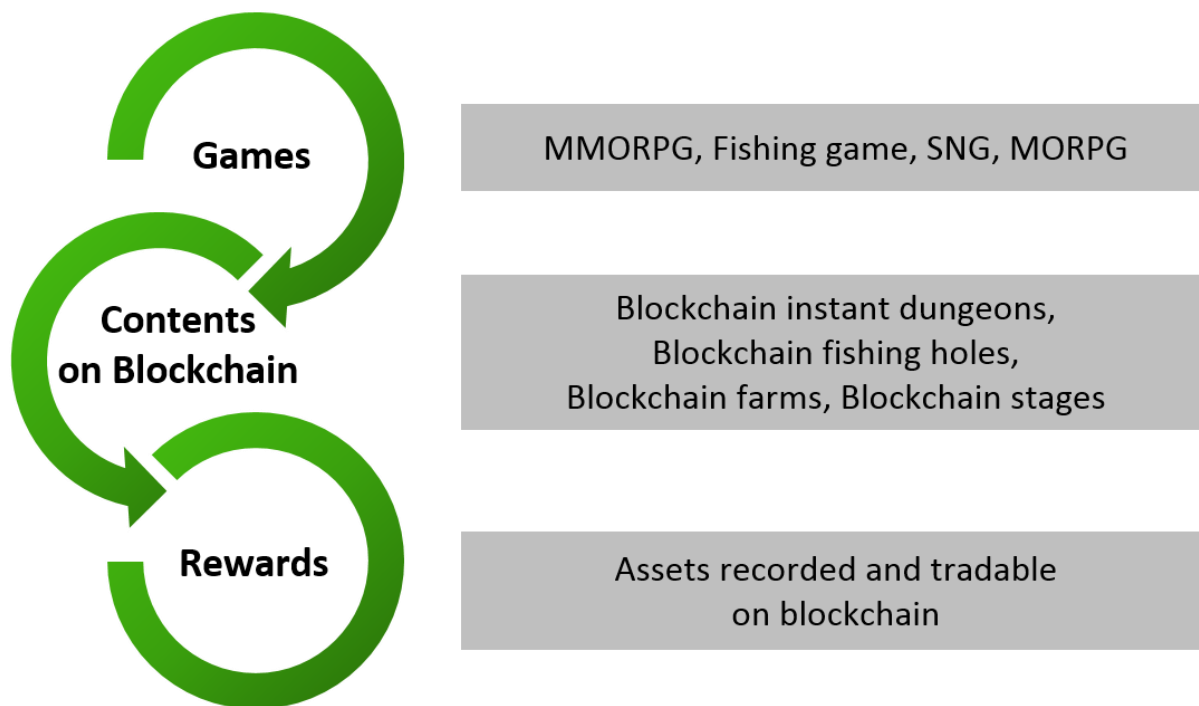 Games
MMORPG, Fishing game, SNG, MORPG
Contents
on Blockchain
Blockchain instant dungeons,
Blockchain fishing holes,
Blockchain farms, Blockchain stages
Rewards
Assets recorded and tradable
on blockchain